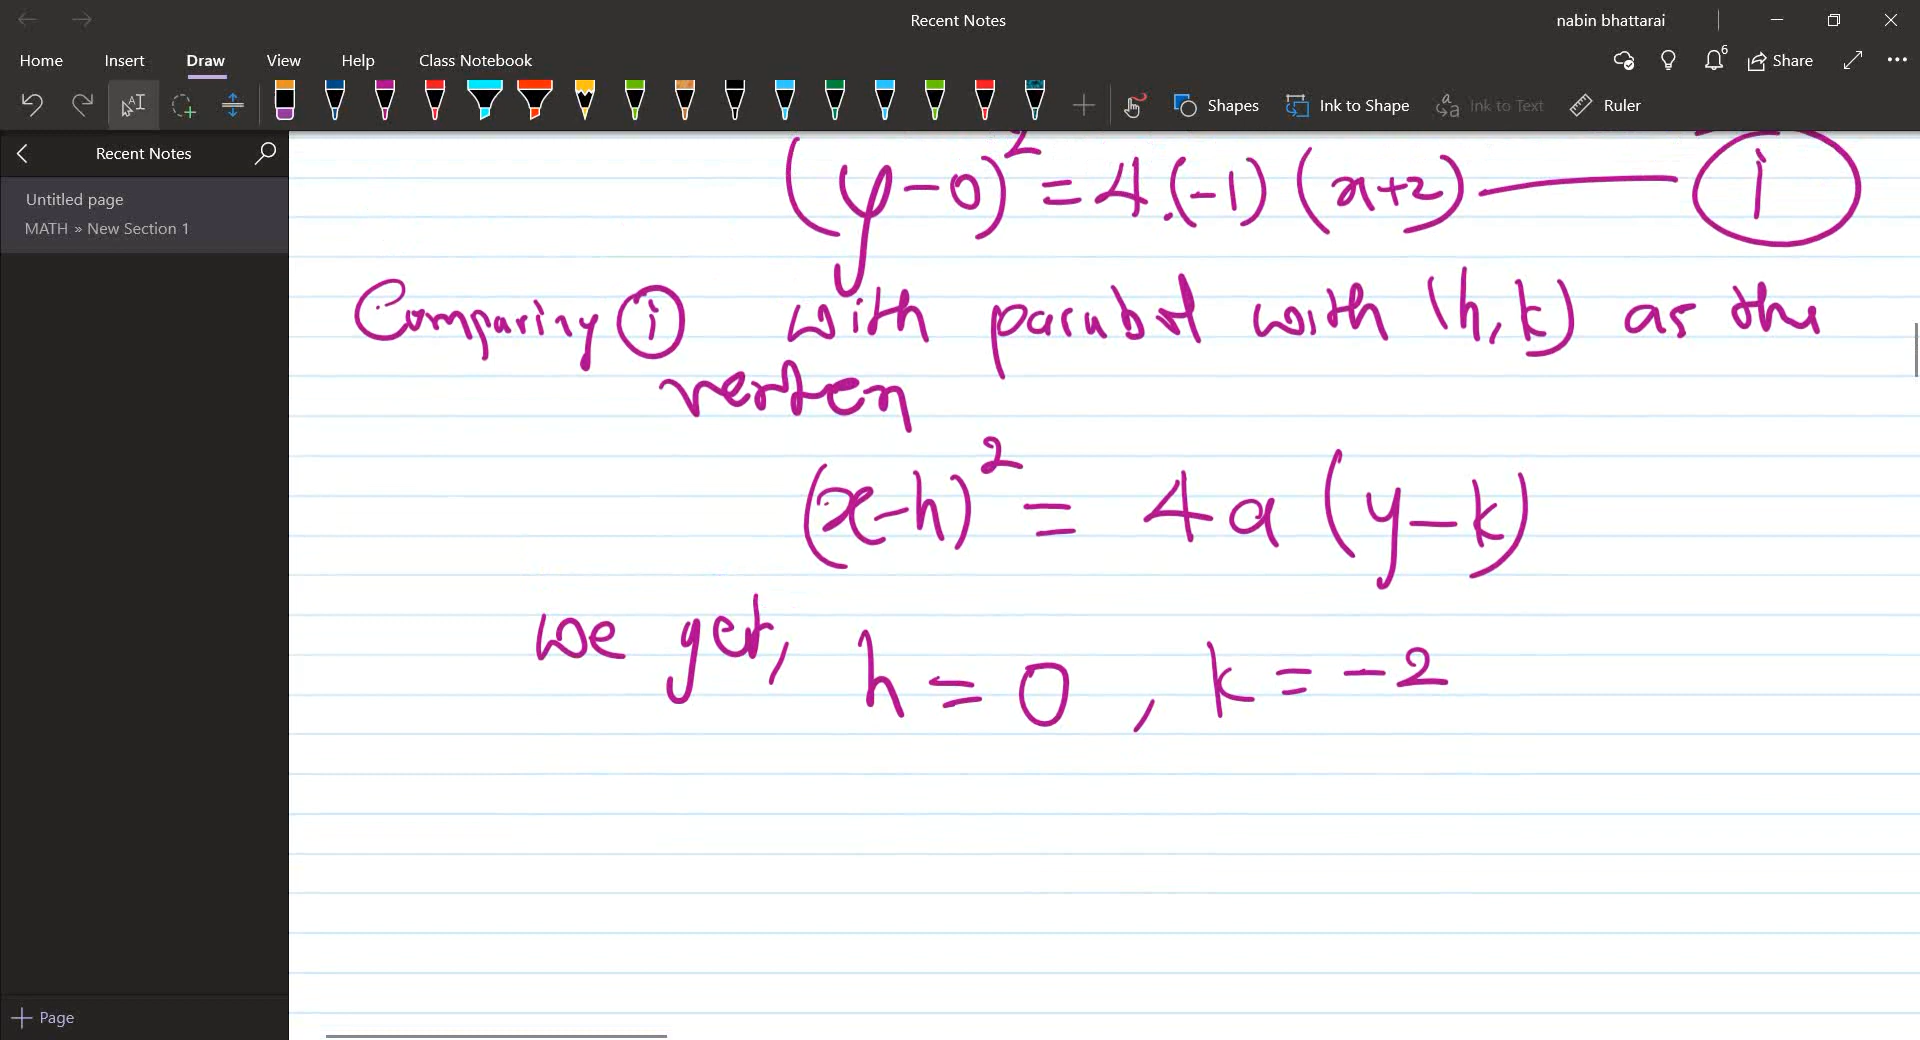 Recent Notes
nabin bhattarai
Home Insert Draw View Help Class Notebook
6
Share
Shapes Ink to Shape Ink to Text Ruler
Recent Notes
Untitled page
MATH » New Section 1
Page
(y-0)² = 4.(-1) (x+2) ——— i
Comparing i with parabol with (h,k) as the
vertex
(x-h)² = 4a (y-k)
we get, h = 0 , k = -2